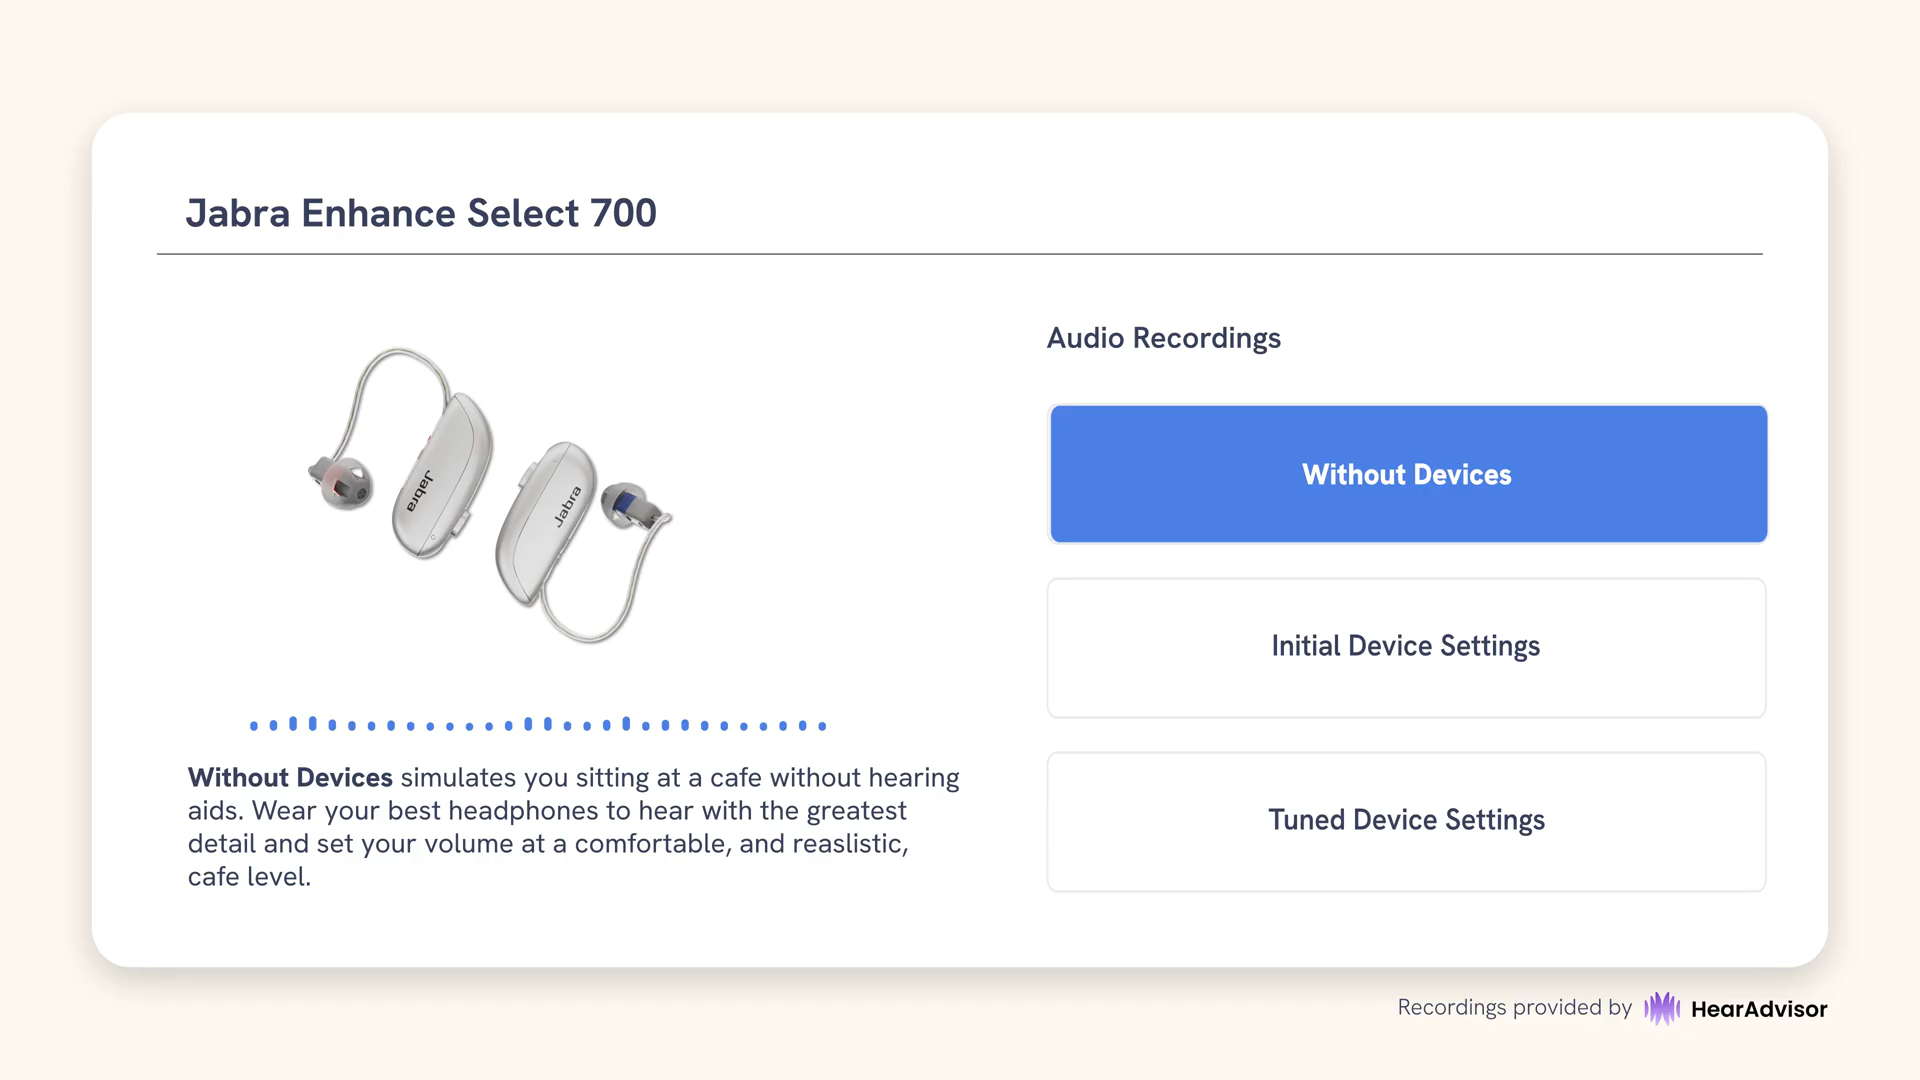 Jabra Enhance Select 700
Jabra
Jabra
Without Devices simulates you sitting at a cafe without hearing
aids. Wear your best headphones to hear with the greatest
detail and set your volume at a comfortable, and reaslistic,
cafe level.
Audio Recordings
Without Devices
Initial Device Settings
Tuned Device Settings
Recordings provided by HearAdvisor